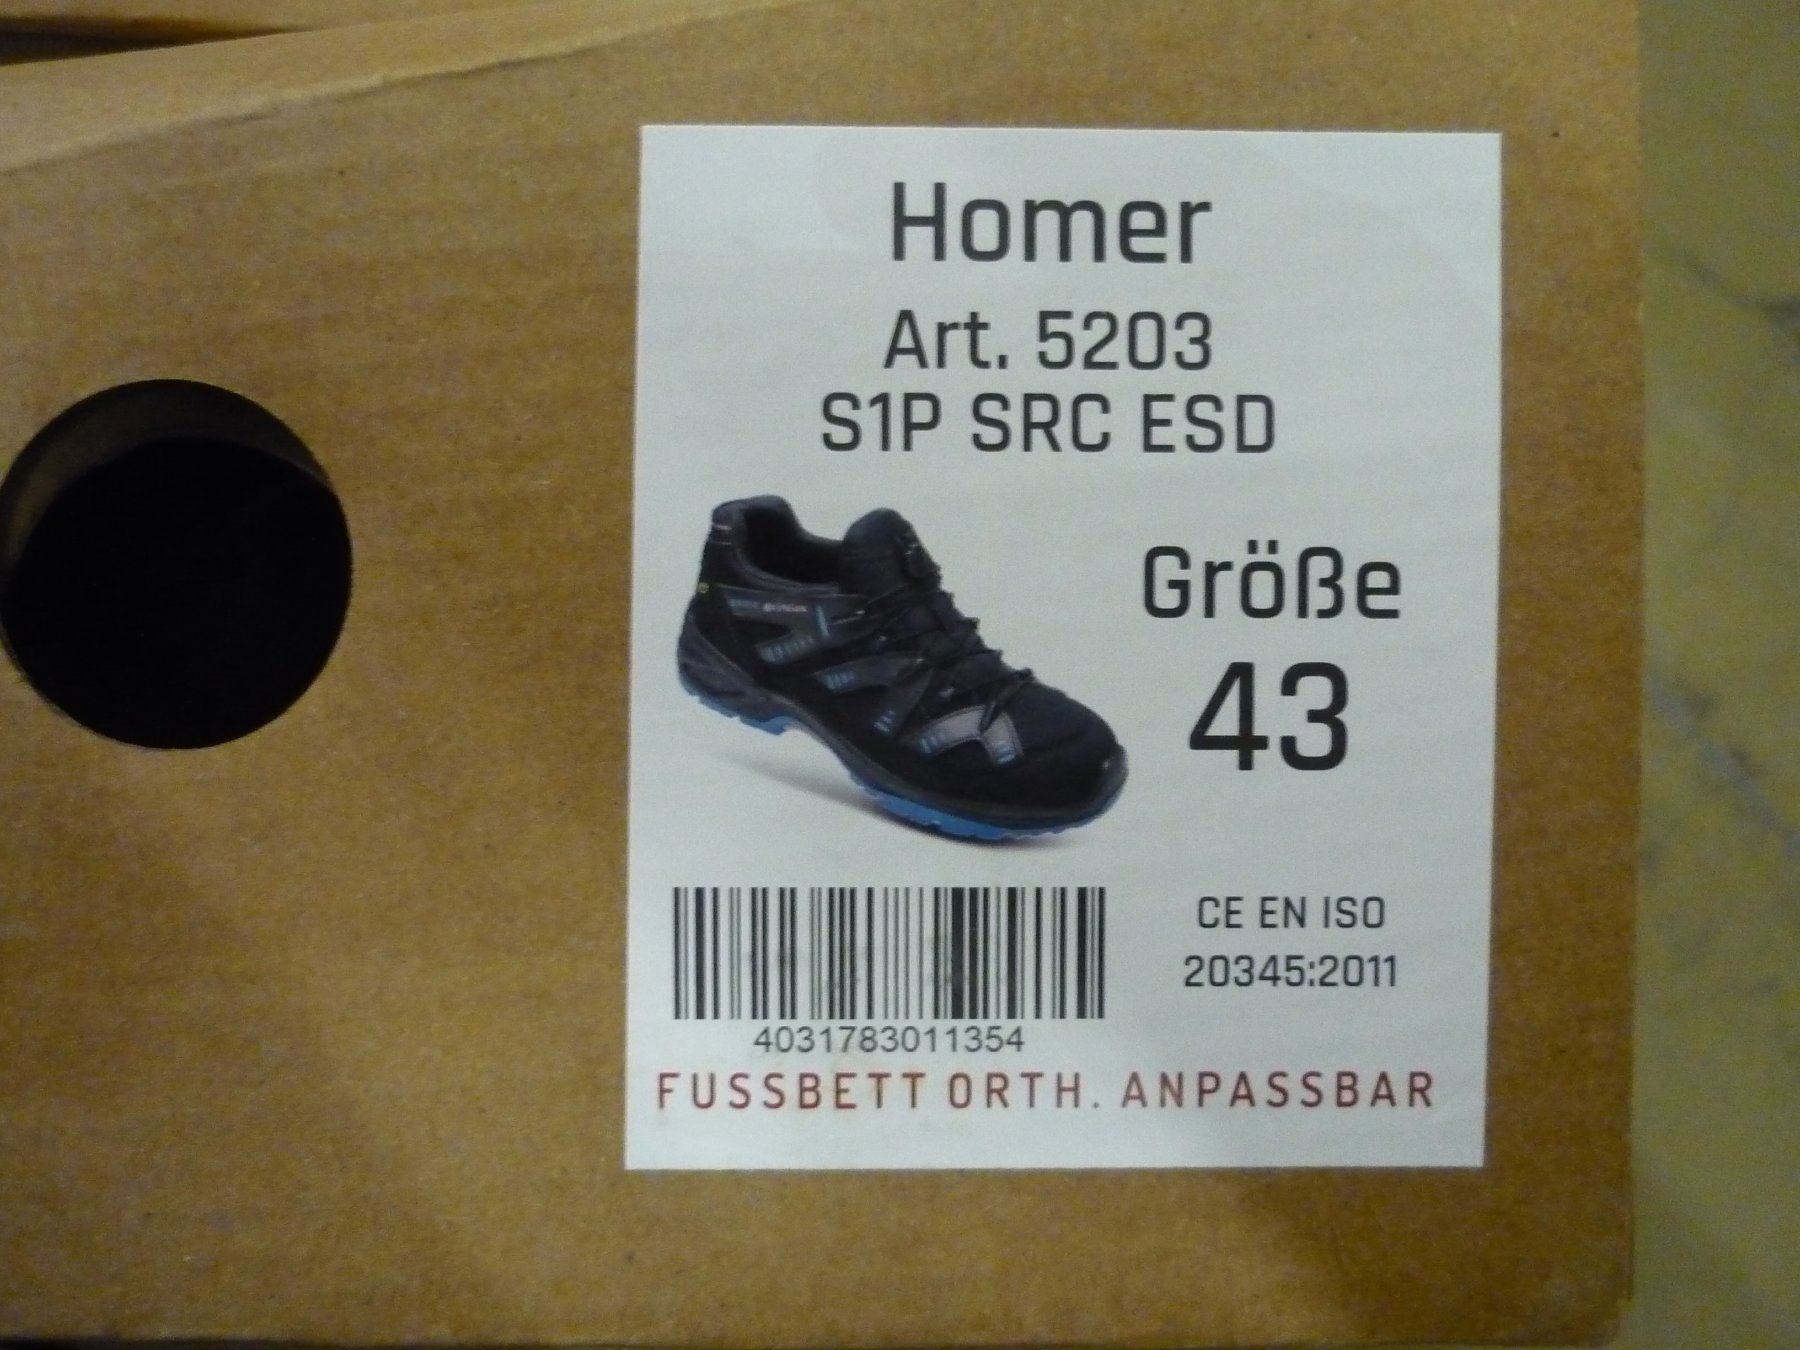 Homer
Art. 5203
S1P SRC ESD
Größe
43
CE EN ISO
20345:2011
4031783011354
FUSSBETT ORTH. ANPASSBAR